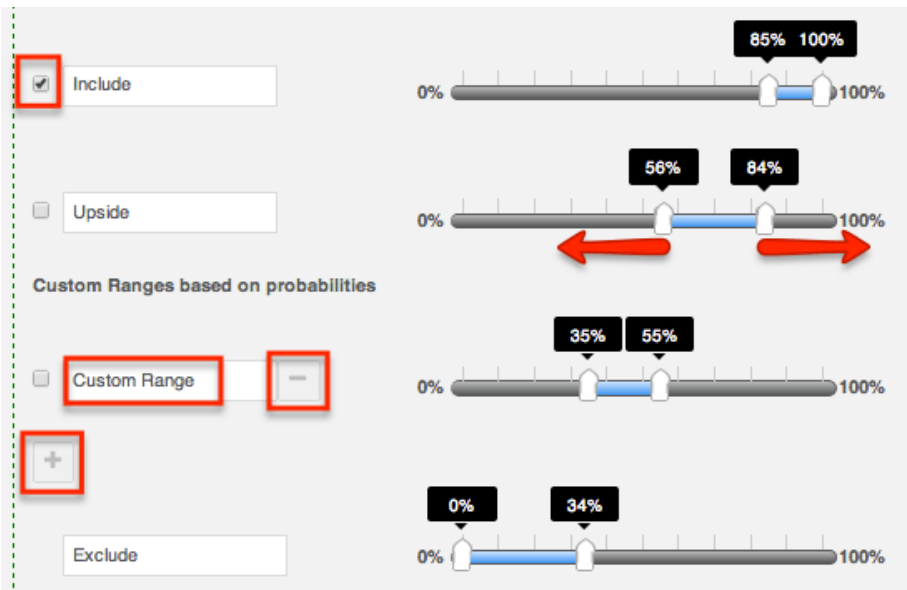 85% 100%
Include
0% 100%
56% 84%
Upside
0% 100%
Custom Ranges based on probabilities
35% 55%
Custom Range −
0% 100%
+
0% 34%
Exclude
0% 100%